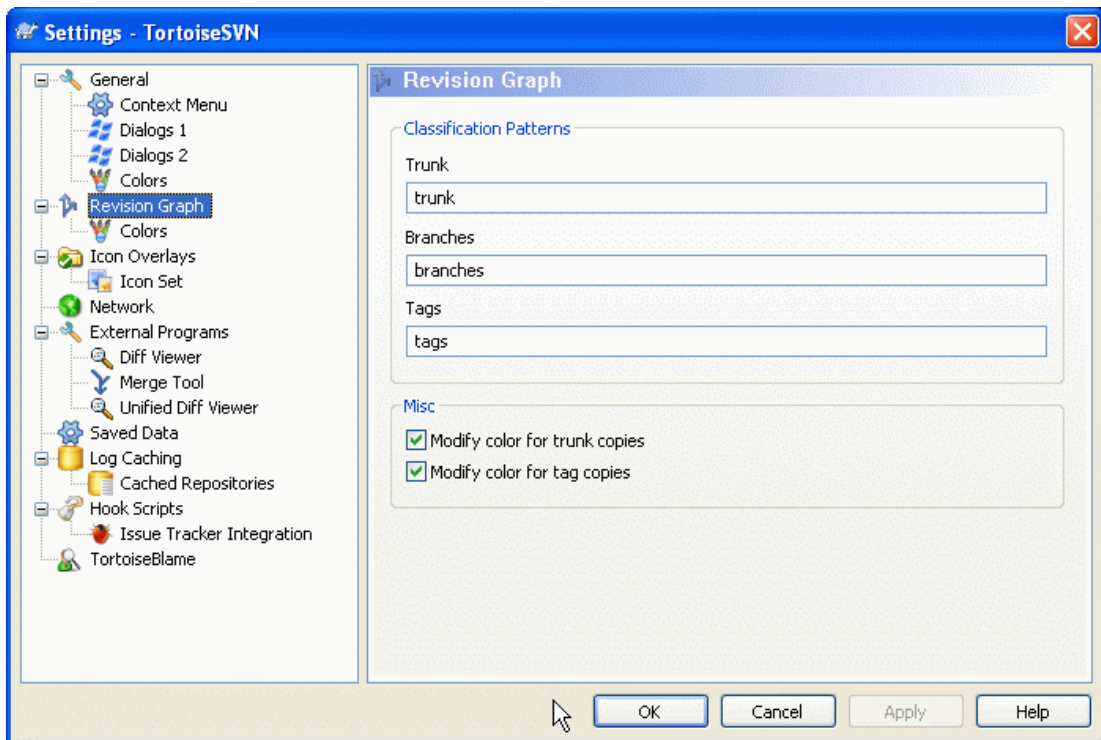 Settings - TortoiseSVN
General
Context Menu
Dialogs 1
Dialogs 2
Colors
Revision Graph
Colors
Icon Overlays
Icon Set
Network
External Programs
Diff Viewer
Merge Tool
Unified Diff Viewer
Saved Data
Log Caching
Cached Repositories
Hook Scripts
Issue Tracker Integration
TortoiseBlame
Revision Graph
Classification Patterns
Trunk
trunk
Branches
branches
Tags
tags
Misc
Modify color for trunk copies
Modify color for tag copies
OK Cancel Apply Help